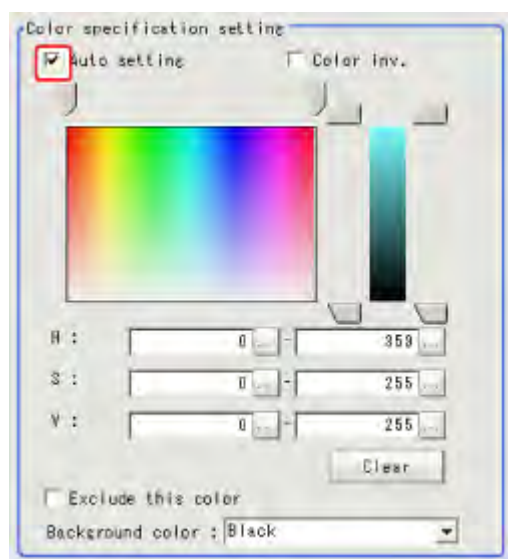 Color specification setting
Auto setting Color inv.
H : 0 ... - 359 ...
S : 0 ... - 255 ...
V : 0 ... - 255 ...
Clear
Exclude this color
Background color : Black